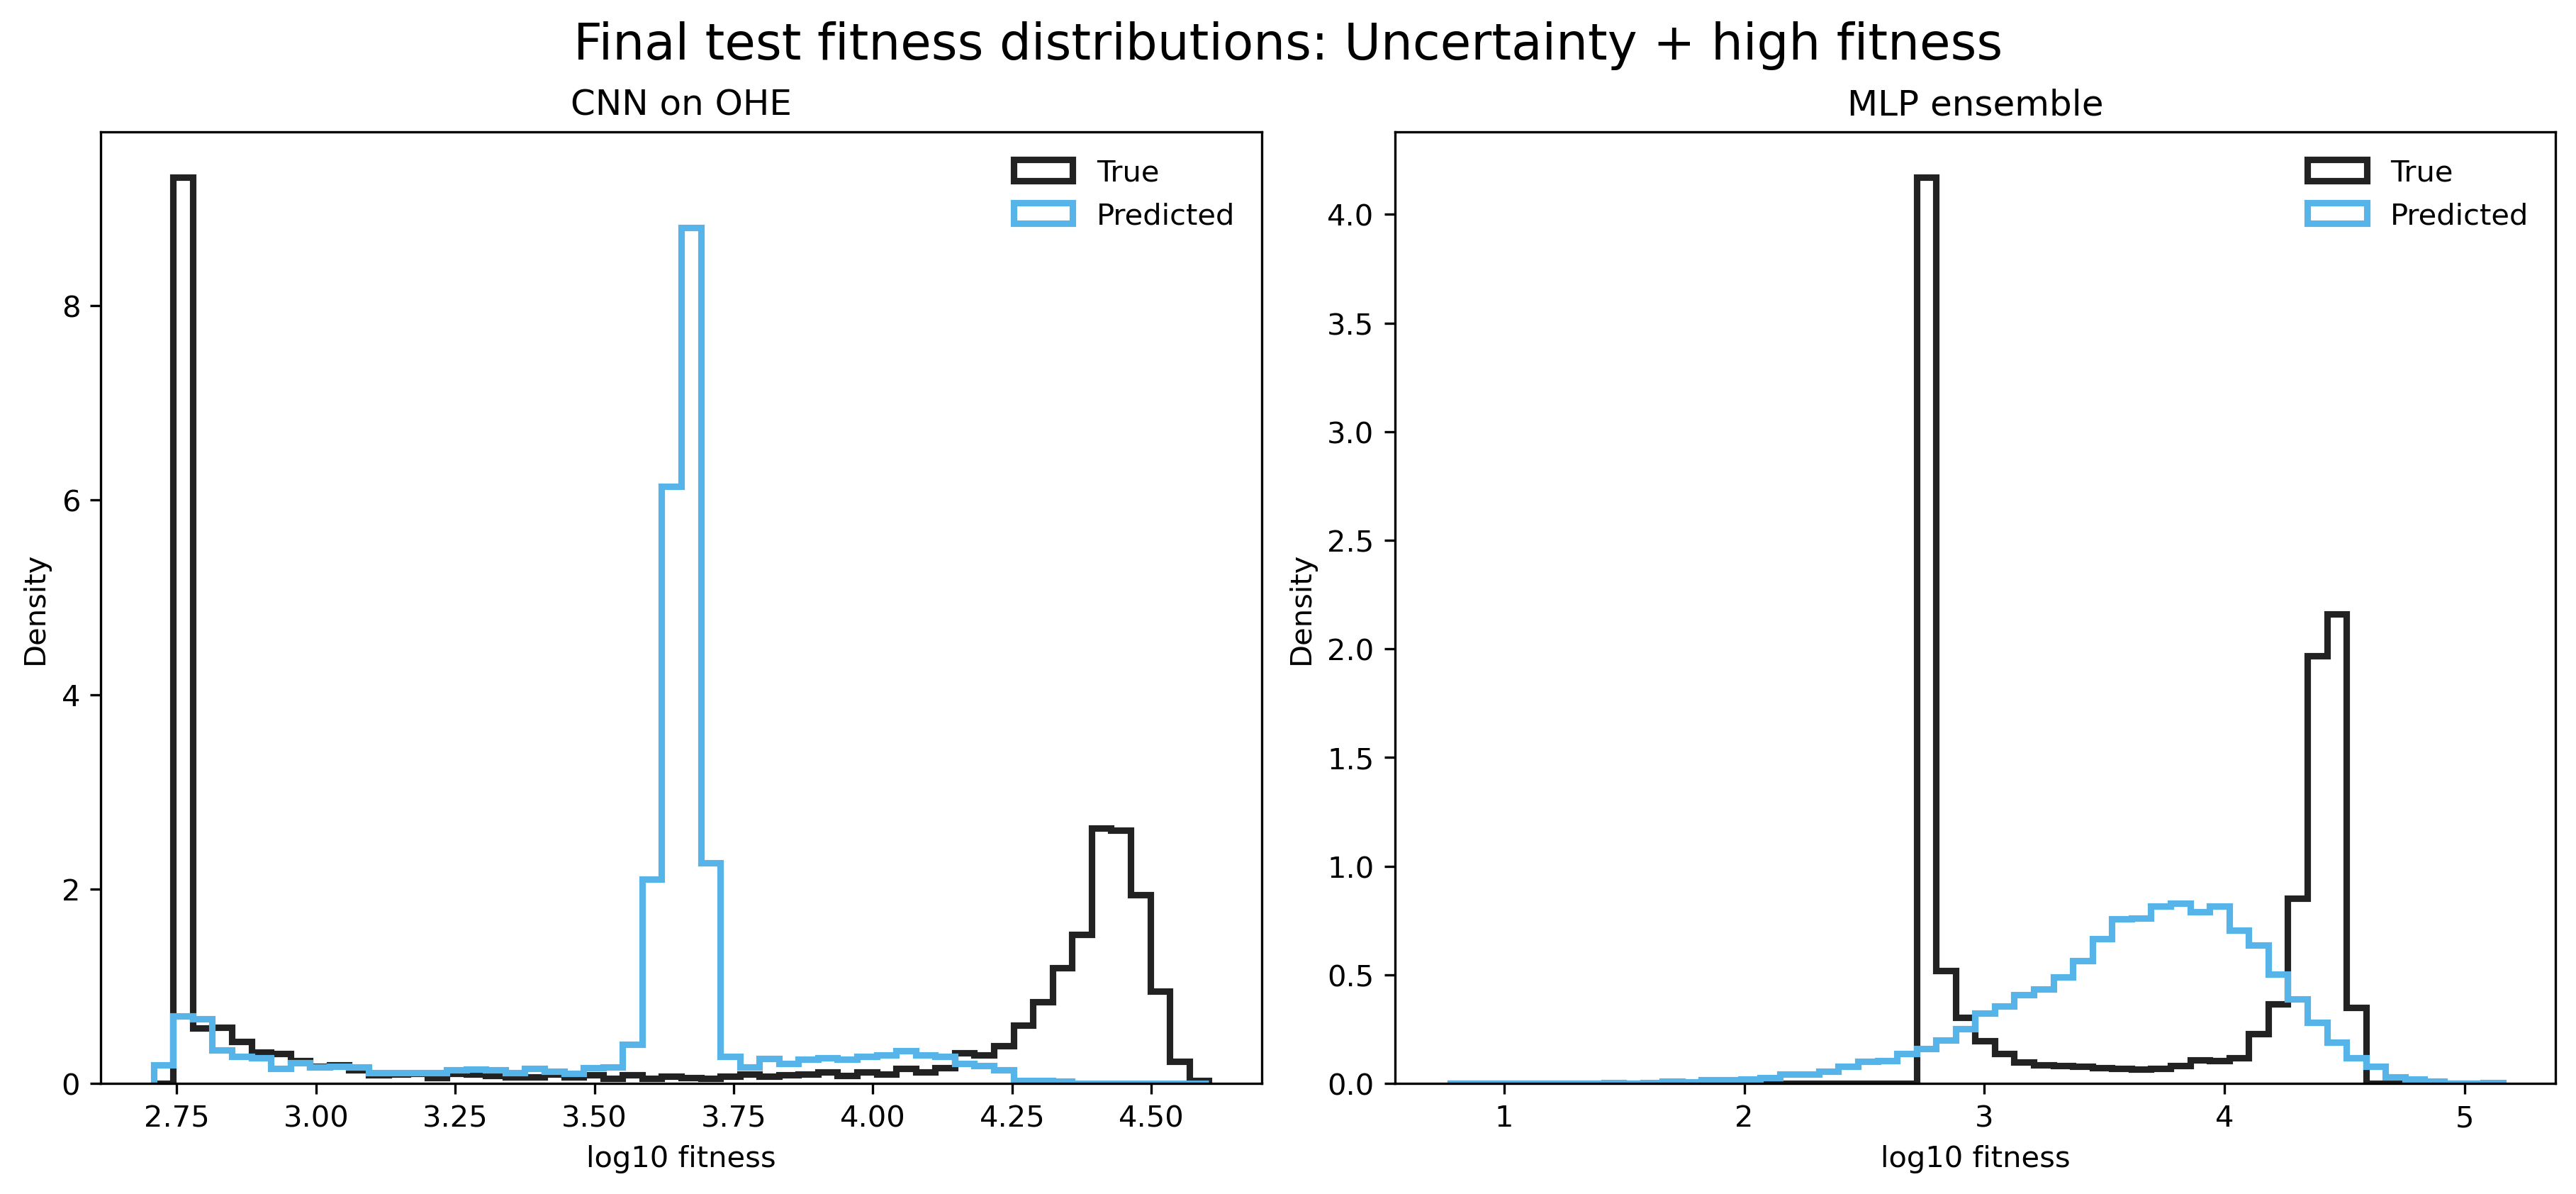 Final test fitness distributions: Uncertainty + high fitness
CNN on OHE
True
Predicted
Density
8
6
4
2
0
2.75 3.00 3.25 3.50 3.75 4.00 4.25 4.50
log10 fitness
MLP ensemble
True
Predicted
Density
4.0
3.5
3.0
2.5
2.0
1.5
1.0
0.5
0.0
1 2 3 4 5
log10 fitness